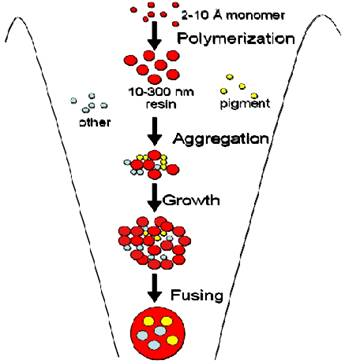 2-10 Å monomer
Polymerization
10-300 nm
resin
pigment
other
Aggregation
Growth
Fusing